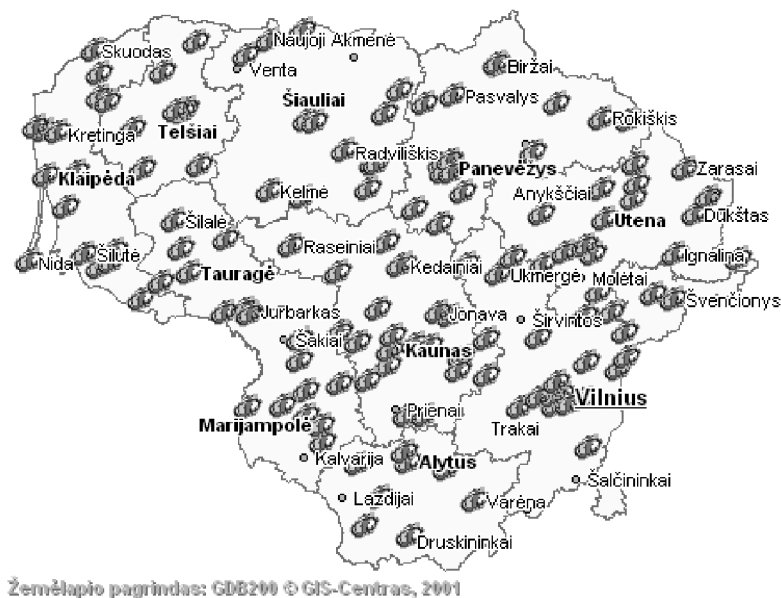 Naujoji Akmenė
Skuodas
Venta
Biržai
Šiauliai
Pasvalys
Rokiškis
Kretinga
Telšiai
Radviliškis
Panevėžys
Zarasai
Klaipėda
Kelmė
Anykščiai
Utena
Dūkštas
Šilalė
Raseiniai
Nida
Šilutė
Tauragė
Kėdainiai
Ukmergė
Molėtai
Ignalina
Švenčionys
Jurbarkas
Jonava
Širvintos
Šakiai
Kaunas
Vilnius
Prienai
Marijampolė
Trakai
Kalvarija
Alytus
Šalčininkai
Lazdijai
Varėna
Druskininkai
Žemėlapio pagrindas: GDB200 © GIS-Centras, 2001